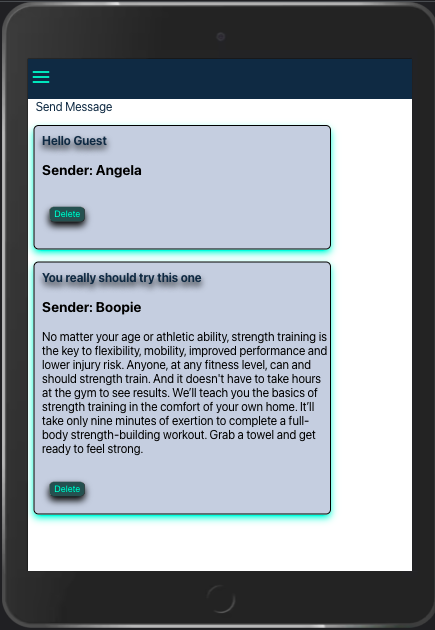 Send Message
Hello Guest
Sender: Angela
Delete
You really should try this one
Sender: Boopie
No matter your age or athletic ability, strength training is
the key to flexibility, mobility, improved performance and
lower injury risk. Anyone, at any fitness level, can and
should strength train. And it doesn't have to take hours
at the gym to see results. We’ll teach you the basics of
strength training in the comfort of your own home. It’ll
take only nine minutes of exertion to complete a full-
body strength-building workout. Grab a towel and get
ready to feel strong.
Delete